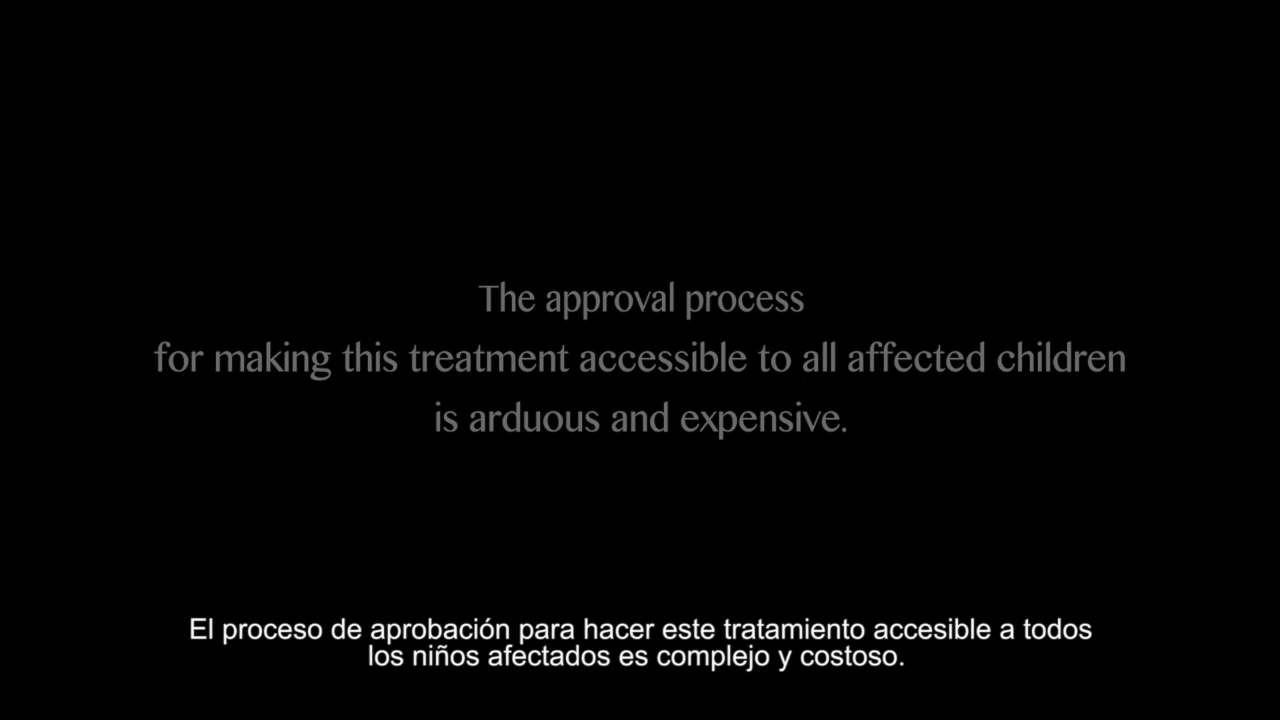 The approval process
for making this treatment accessible to all affected children
is arduous and expensive.
El proceso de aprobación para hacer este tratamiento accesible a todos
los niños afectados es complejo y costoso.